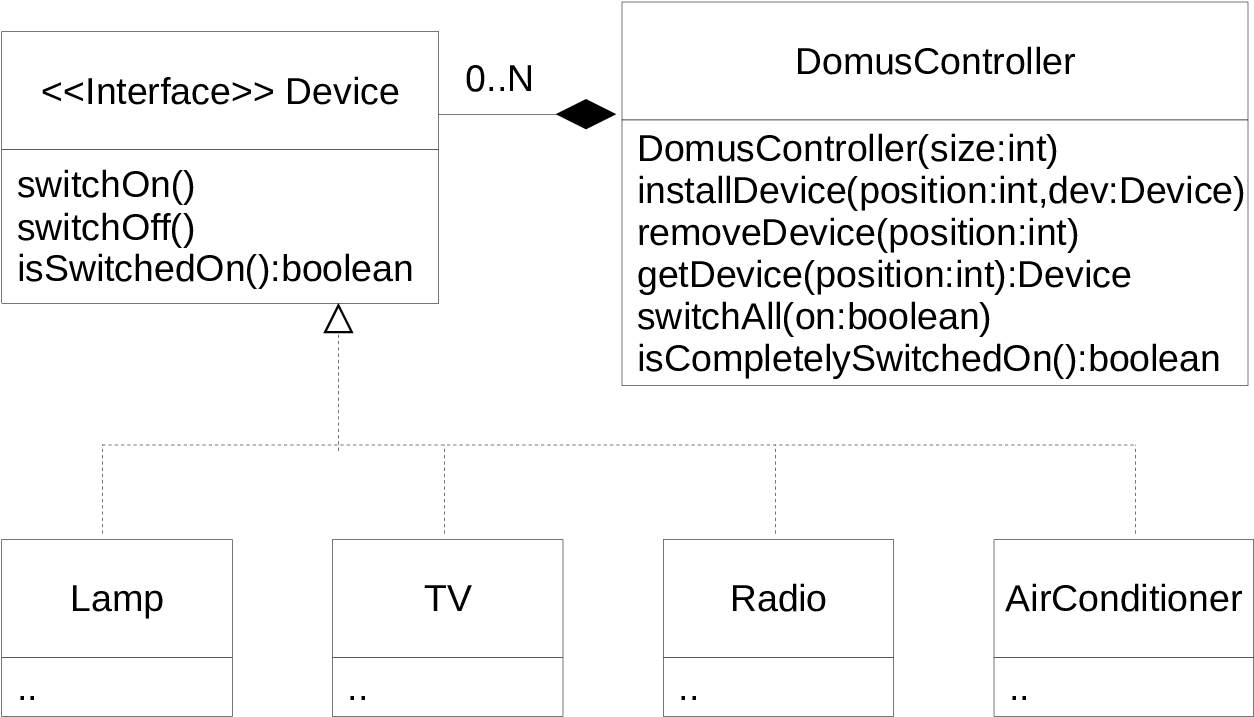 <<Interface>> Device
switchOn()
switchOff()
isSwitchedOn():boolean
0..N
DomusController
DomusController(size:int)
installDevice(position:int,dev:Device)
removeDevice(position:int)
getDevice(position:int):Device
switchAll(on:boolean)
isCompletelySwitchedOn():boolean
Lamp
..
TV
..
Radio
..
AirConditioner
..